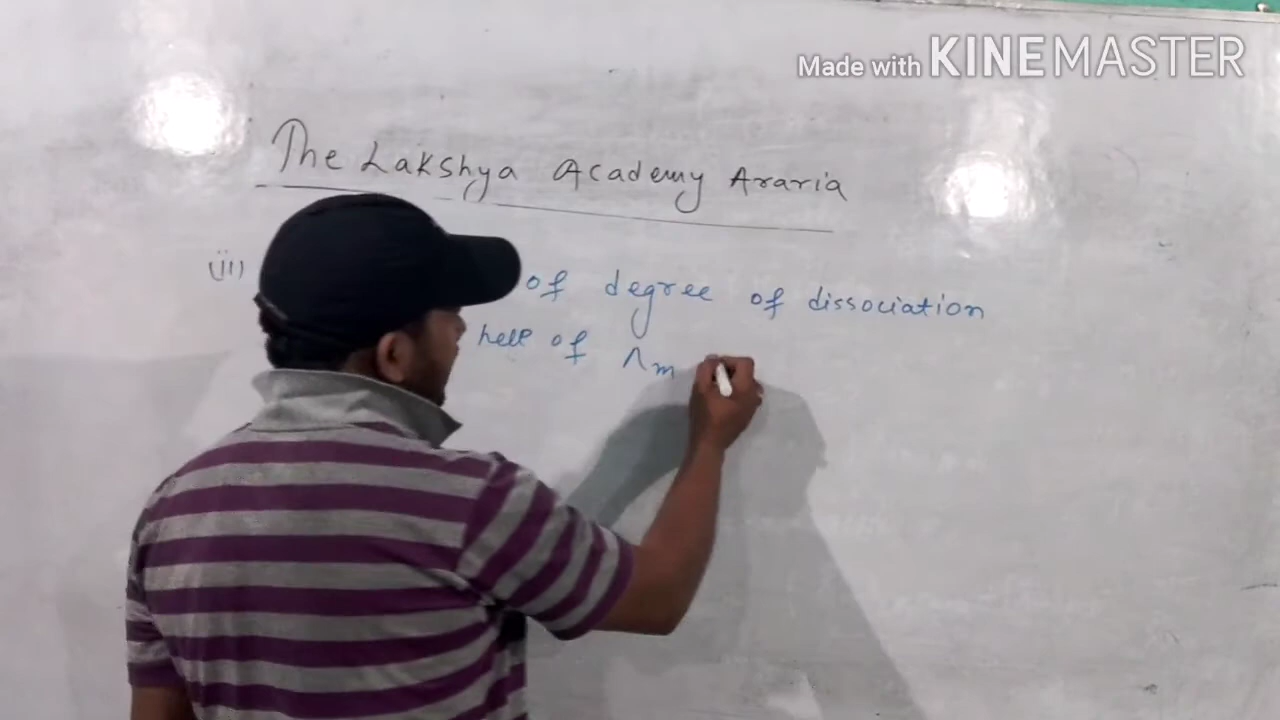 Made with KINEMASTER
The Lakshya Academy Araria
(ii) of degree of dissociation
help of Λm